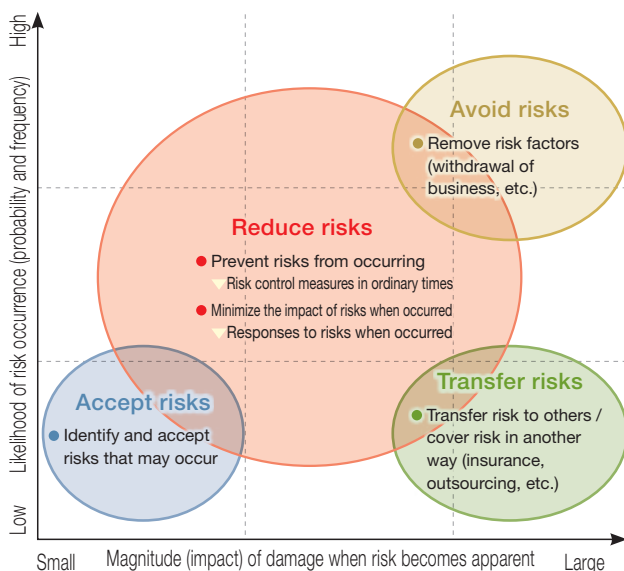 High
Likelihood of risk occurrence (probability and frequency)
Low
Avoid risks
Remove risk factors
(withdrawal of
business, etc.)
Reduce risks
Prevent risks from occurring
Risk control measures in ordinary times
Minimize the impact of risks when occurred
Responses to risks when occurred
Accept risks
Identify and accept
risks that may occur
Transfer risks
Transfer risk to others /
cover risk in another
way (insurance,
outsourcing, etc.)
Small
Magnitude (impact) of damage when risk becomes apparent
Large